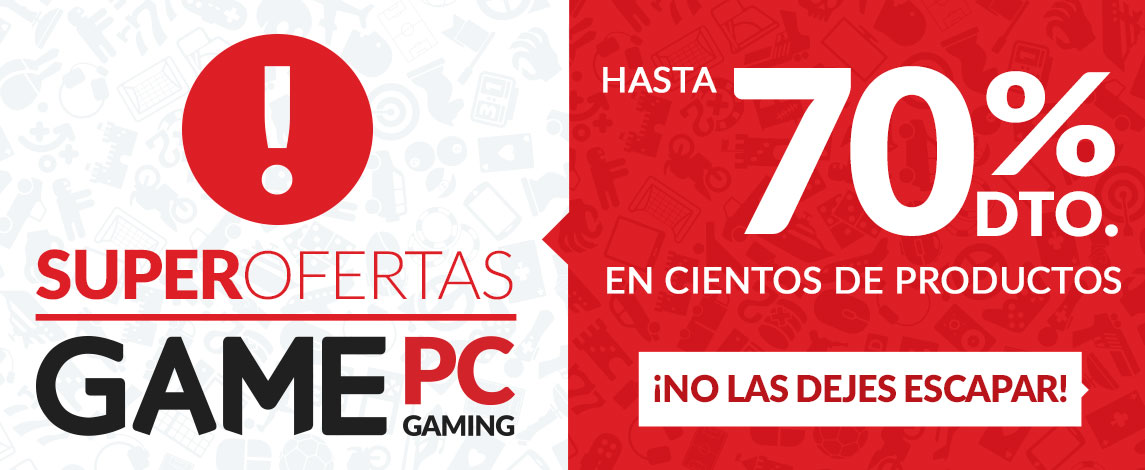 !
SUPEROFERTAS
GAME PC
GAMING
HASTA 70%
DTO.
EN CIENTOS DE PRODUCTOS
¡NO LAS DEJES ESCAPAR!